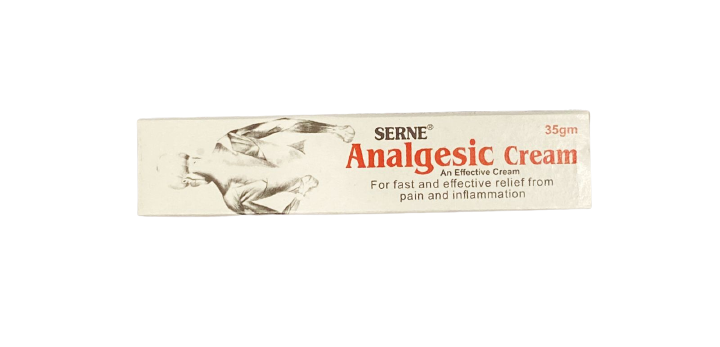 SERNE®
35gm
Analgesic Cream
An Effective Cream
For fast and effective relief from
pain and inflammation